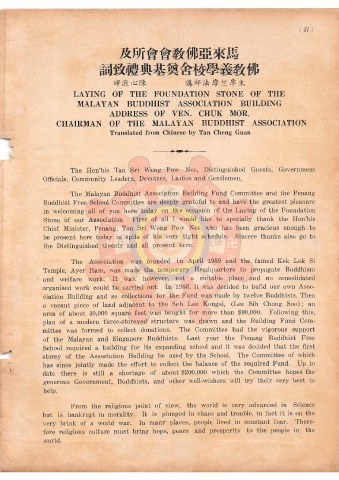 ( 37 )
馬來亞佛教會會所及
佛教義學校舍奠基典禮致詞
主席竺摩法師講 陳心源譯
LAYING OF THE FOUNDATION STONE OF THE
MALAYAN BUDDHIST ASSOCIATION BUILDING
ADDRESS OF VEN. CHUK MOR,
CHAIRMAN OF THE MALAYAN BUDDHIST ASSOCIATION
Translated from Chinese by Tan Cheng Guan
The Hon'ble Tan Sri Wong Pow Nee, Distinguished Guests, Government
Officials, Community Leaders, Devotees, Ladies and Gentlemen,
The Malayan Buddhist Association Building Fund Committee and the Penang
Buddhist Free School Committee are deeply grateful to and have the greatest pleasure
in welcoming all of you here today on the occasion of the Laying of the Foundation
Stone of our Association. First of all I would like to specially thank the Hon'ble
Chief Minister, Penang, Tan Sri Wong Pow Nee who has been gracious enough to
be present here today in spite of his very tight schedule. Sincere thanks also go to
the Distinguished Guests present here.
The Association was founded in April 1959 and the famed Kek Lok Si
Temple, Ayer Itam, was made the temporary Headquarters to propagate Buddhism
and welfare work. It was, however, not a suitable place and no consolidated
organised work could be carried out. In 1963, it was decided to build our own Asso-
ciation Building and so collections for the Fund was made by twelve Buddhists. Then
a vacant piece of land adjacent to the Seh Lee Kongsi, (Lee Sih Chong Soo); an
area of about 40,000 square feet was bought for more than $90,000. Following this,
plan of a modern three-storeyed structure was drawn and the Building Fund Com-
mittee was formed to collect donations. The Committee had the vigorous support
of the Malayan and Singapore Buddhists. Last year the Penang Buddhist Free
School required a building for its expanding school and it was decided that the first
storey of the Association Building be used by the School. The Committee of which
has since jointly made the effort to collect the balance of the required Fund. Up to
date there is still a shortage of about $200,000 which the Committee hopes the
generous Government, Buddhists, and other well-wishers will try their very best to
help.
From the religious point of view, the world is very advanced in Science
but is bankrupt in morality. It is plunged in chaos and trouble, in fact it is on the
very brink of a world war. In many places, people lived in constant fear. There-
fore religious culture must bring hope, peace and prosperity to the people in the
world.